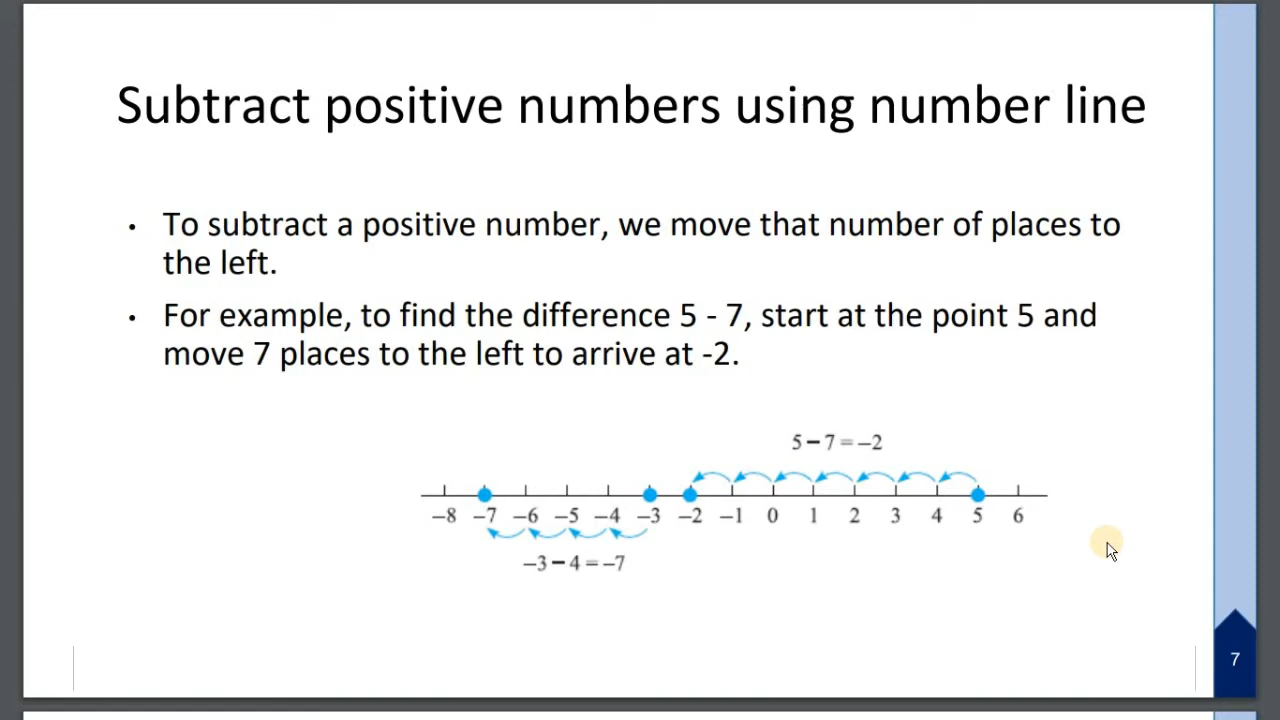 Subtract positive numbers using number line
• To subtract a positive number, we move that number of places to
the left.
• For example, to find the difference 5 - 7, start at the point 5 and
move 7 places to the left to arrive at -2.
5 − 7 = −2
−8 −7 −6 −5 −4 −3 −2 −1 0 1 2 3 4 5 6
−3 − 4 = −7
7